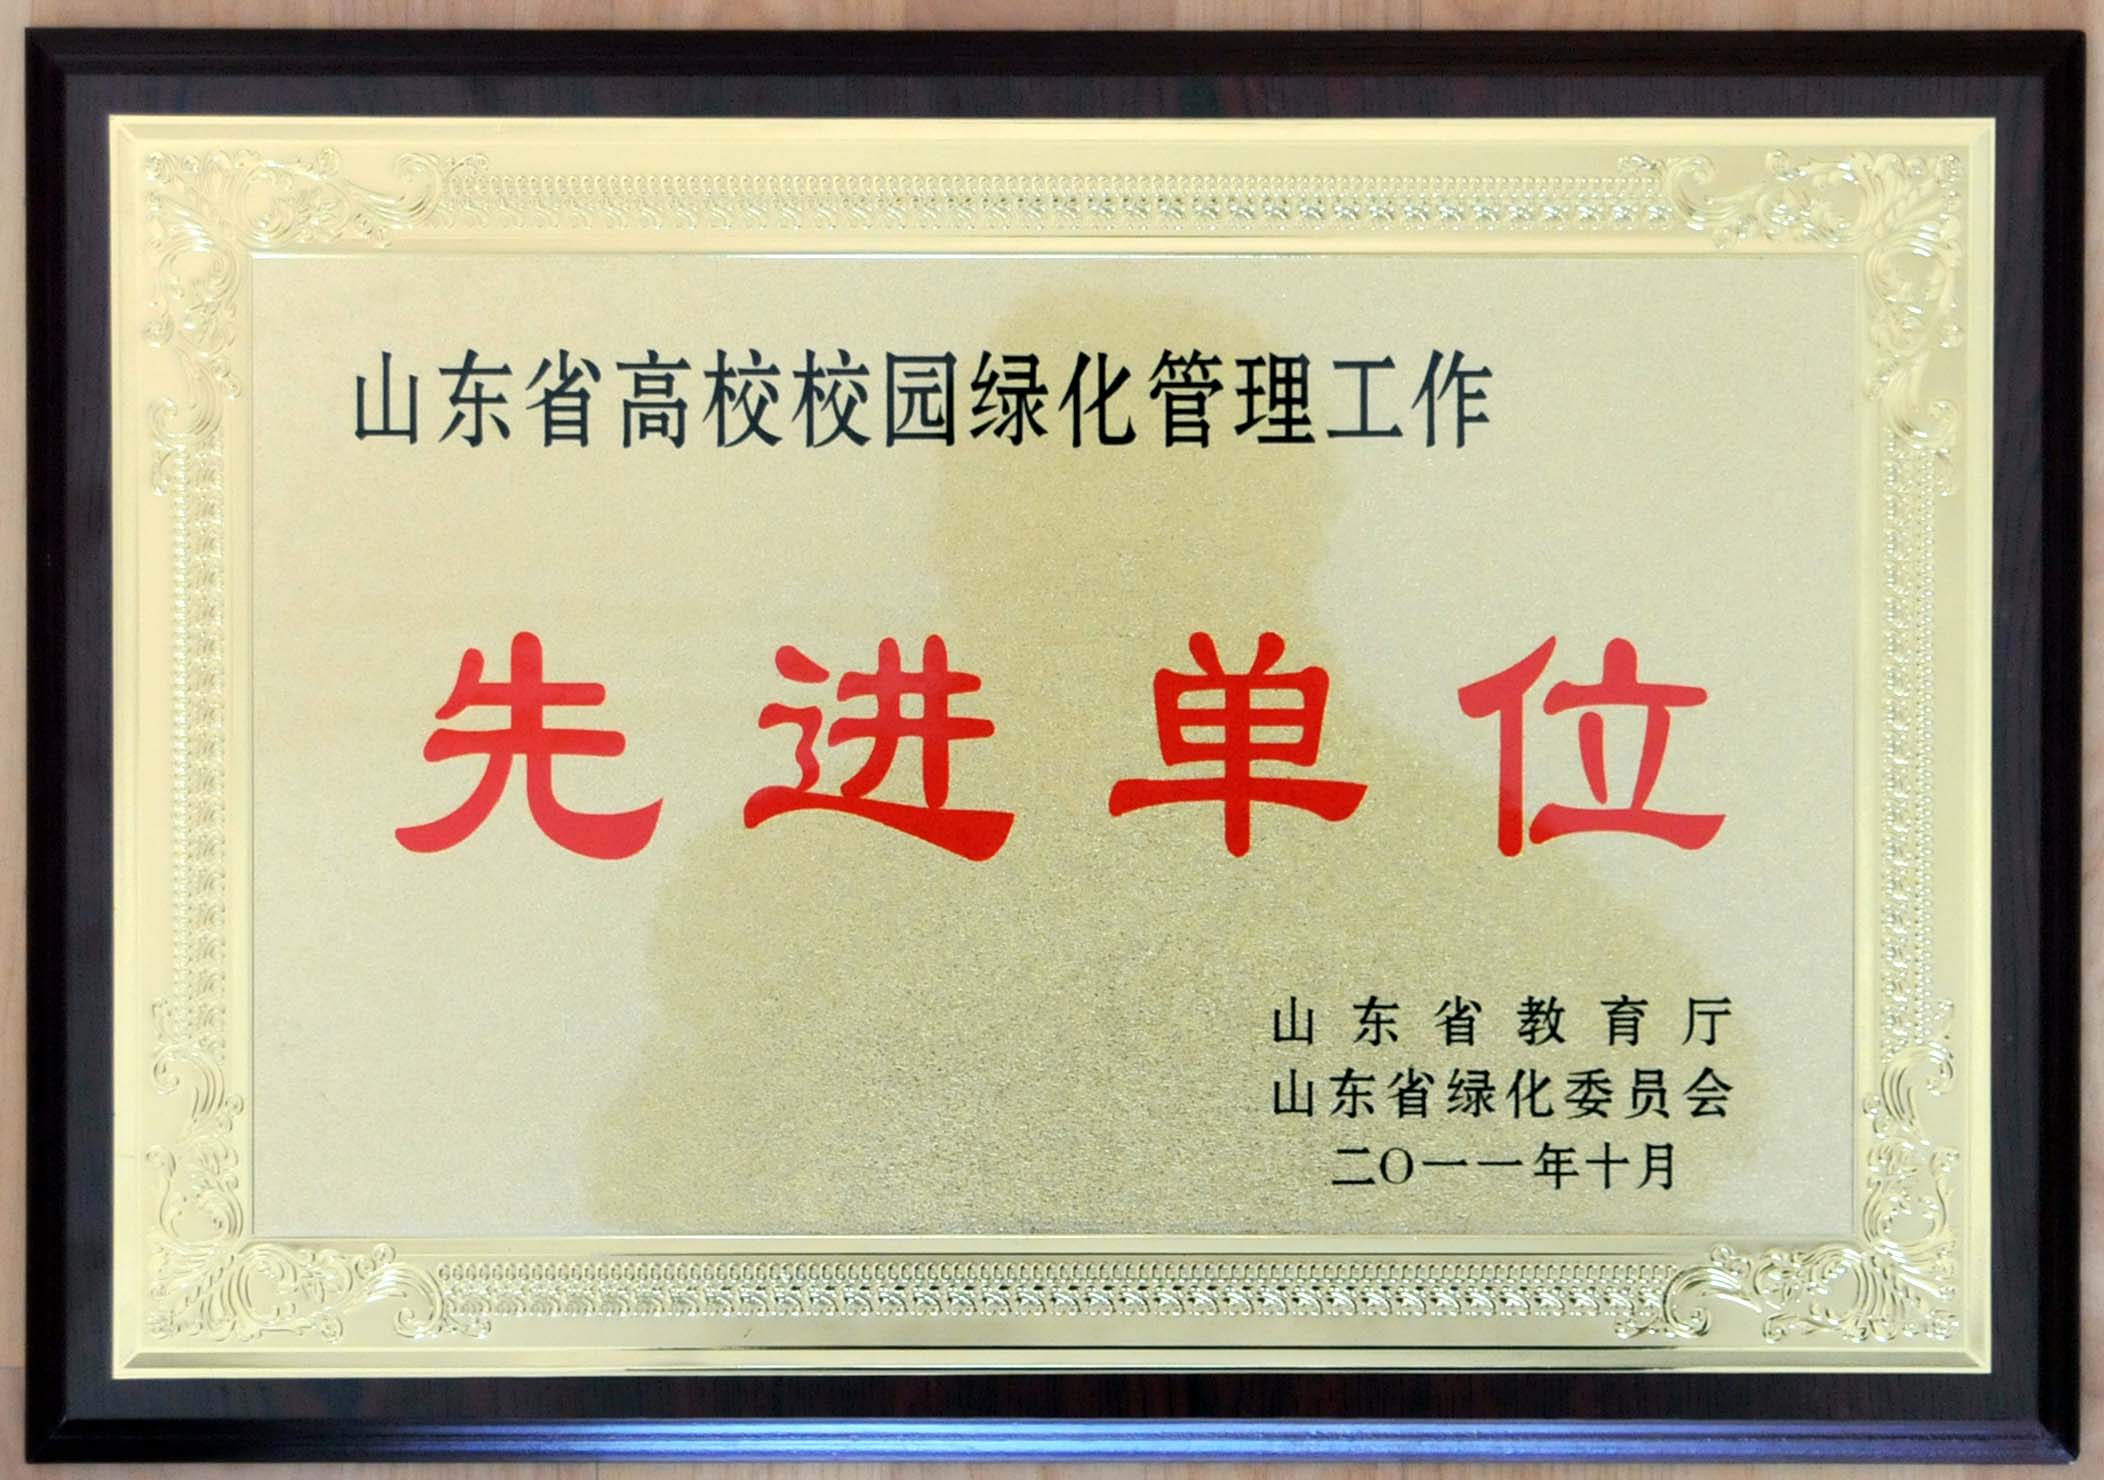 山东省高校校园绿化管理工作
先进单位
山东省教育厅
山东省绿化委员会
二〇一一年十月